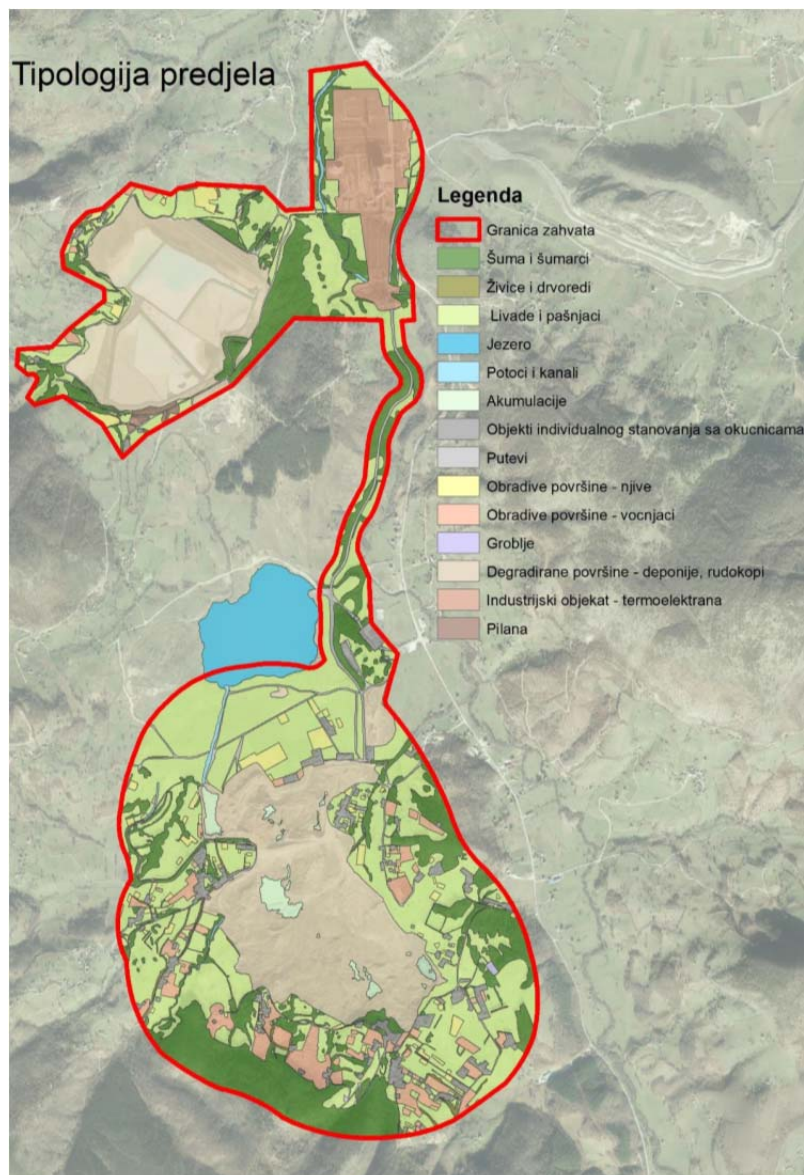 Tipologija predjela
Legenda
Granica zahvata
Šuma i šumarci
Živice i drvoredi
Livade i pašnjaci
Jezero
Potoci i kanali
Akumulacije
Objekti individualnog stanovanja sa okucnicama
Putevi
Obradive površine - njive
Obradive površine - vocnjaci
Groblje
Degradirane površine - deponije, rudokopi
Industrijski objekat - termoelektrana
Pilana